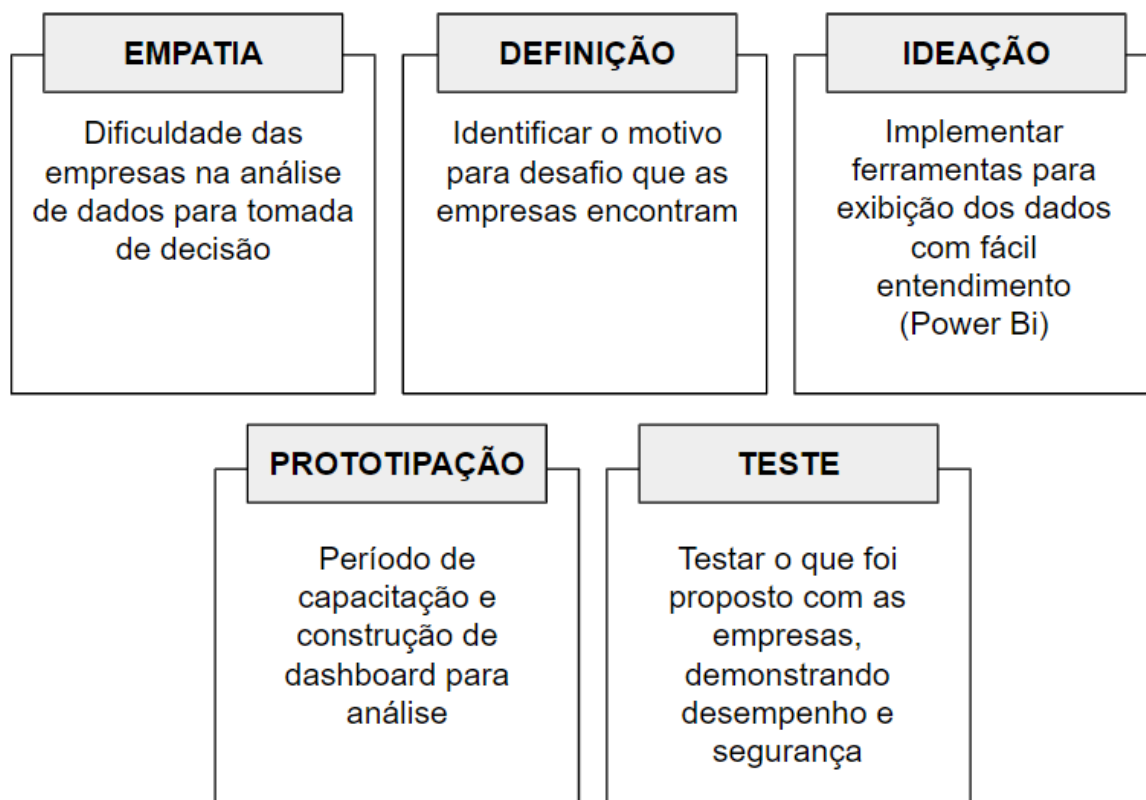 EMPATIA
Dificuldade das
empresas na análise
de dados para tomada
de decisão
DEFINIÇÃO
Identificar o motivo
para desafio que as
empresas encontram
IDEAÇÃO
Implementar
ferramentas para
exibição dos dados
com fácil
entendimento
(Power Bi)
PROTOTIPAÇÃO
Período de
capacitação e
construção de
dashboard para
análise
TESTE
Testar o que foi
proposto com as
empresas,
demonstrando
desempenho e
segurança